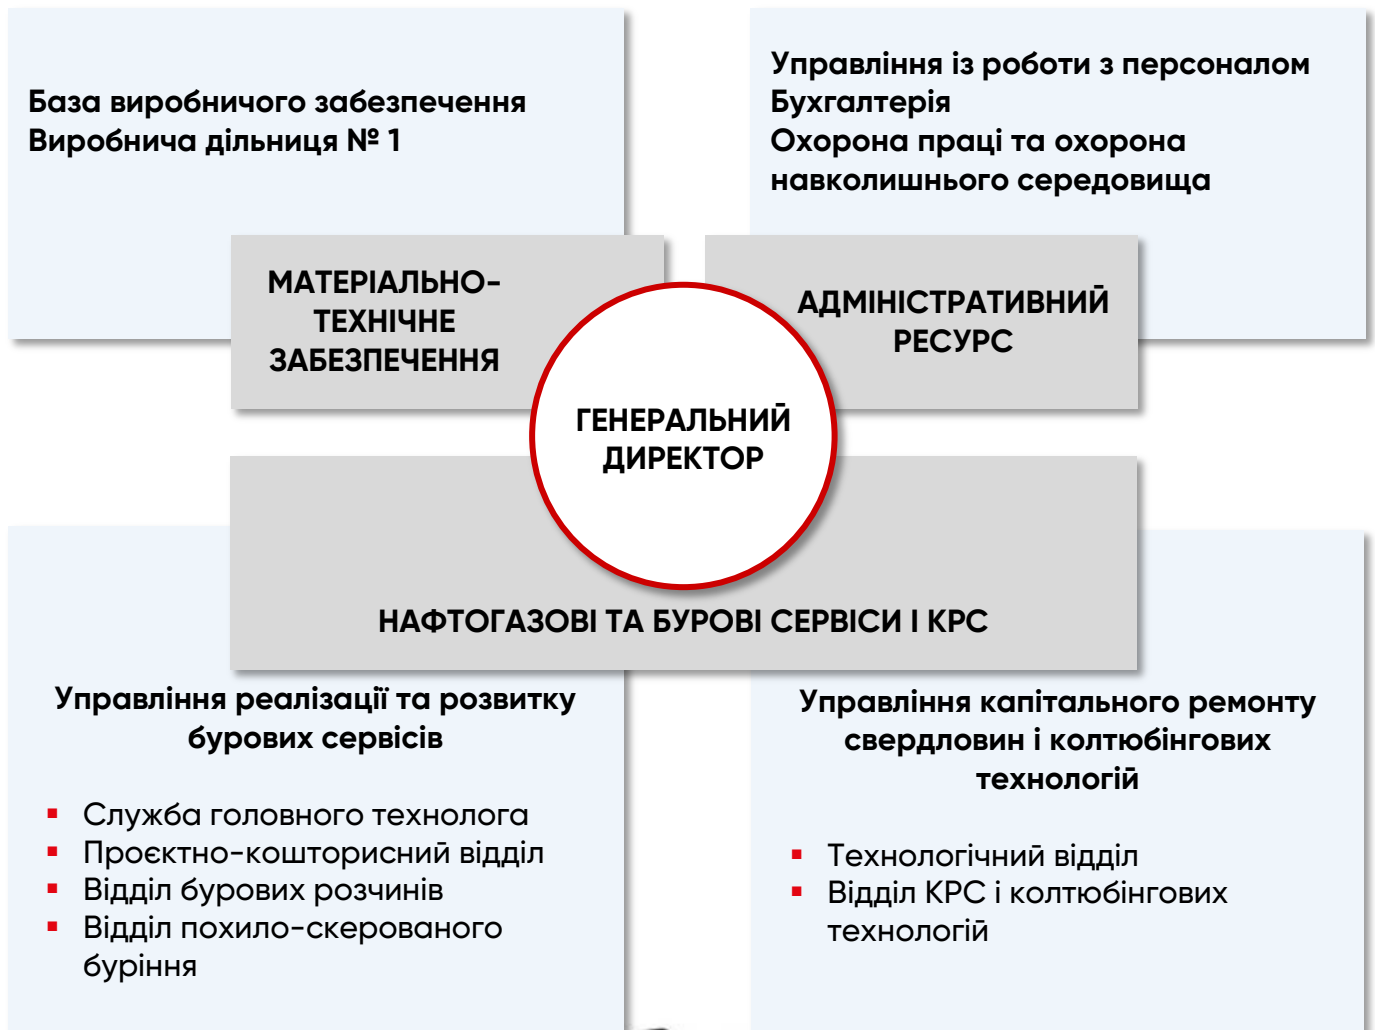 База виробничого забезпечення
Виробнича дільниця № 1
Управління із роботи з персоналом
Бухгалтерія
Охорона праці та охорона
навколишнього середовища
МАТЕРІАЛЬНО-
ТЕХНІЧНЕ
ЗАБЕЗПЕЧЕННЯ
АДМІНІСТРАТИВНИЙ
РЕСУРС
ГЕНЕРАЛЬНИЙ
ДИРЕКТОР
НАФТОГАЗОВІ ТА БУРОВІ СЕРВІСИ І КРС
Управління реалізації та розвитку
бурових сервісів
▪ Служба головного технолога
▪ Проєктно-кошторисний відділ
▪ Відділ бурових розчинів
▪ Відділ похило-скерованого
буріння
Управління капітального ремонту
свердловин і колтюбінгових
технологій
▪ Технологічний відділ
▪ Відділ КРС і колтюбінгових
технологій